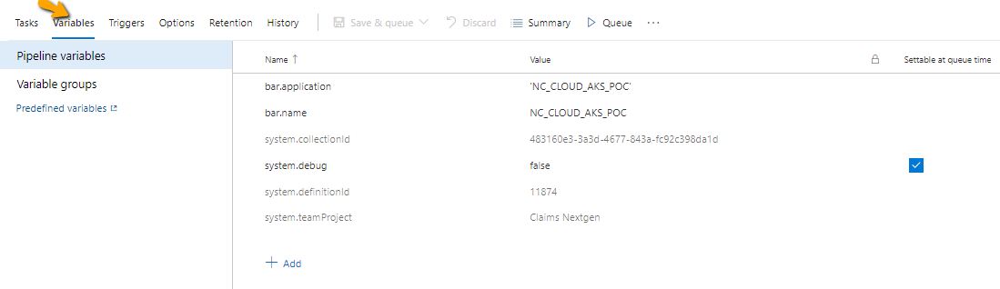 Tasks Variables Triggers Options Retention History Save & queue Discard Summary Queue ...
Pipeline variables
Variable groups
Predefined variables
Name ↑ Value Settable at queue time
bar.application 'NC_CLOUD_AKS_POC'
bar.name NC_CLOUD_AKS_POC
system.collectionId 483160e3-3a3d-4677-843a-fc92c398da1d
system.debug false
system.definitionId 11874
system.teamProject Claims Nextgen
+ Add